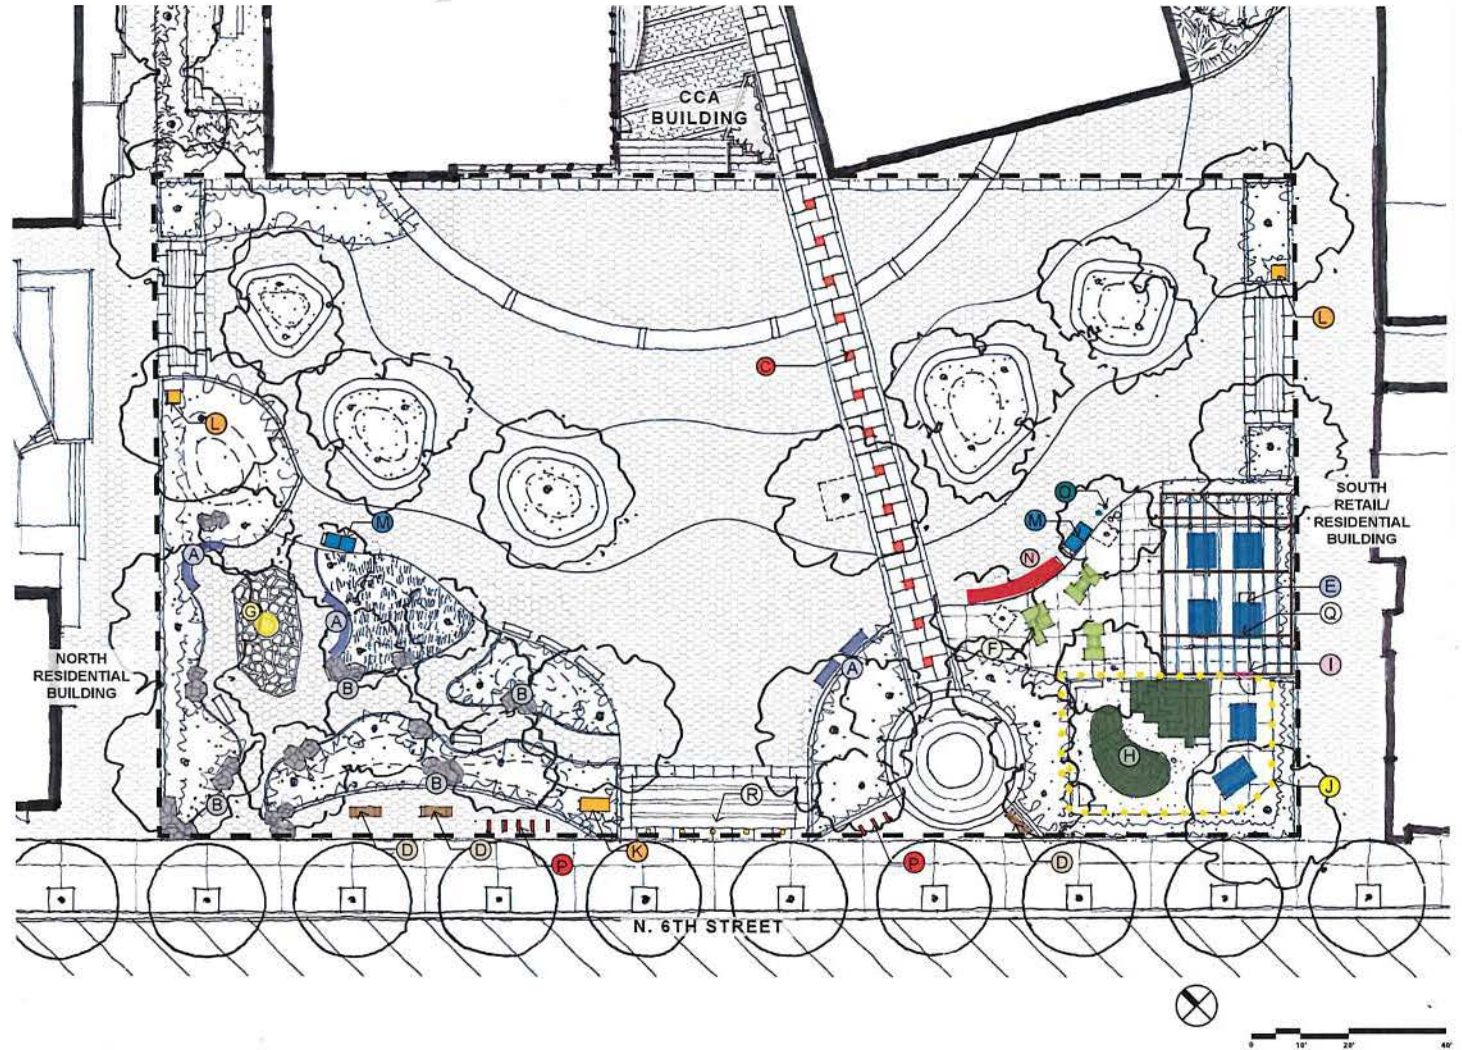 CCA
BUILDING
L
C
L
O
M
M
SOUTH
RETAIL/
RESIDENTIAL
BUILDING
A
N
E
G
A
Q
F
NORTH
RESIDENTIAL
BUILDING
A
I
B
B
H
B
J
B
R
D
D
K
P
P
D
N. 6TH STREET
0 10' 20' 40'